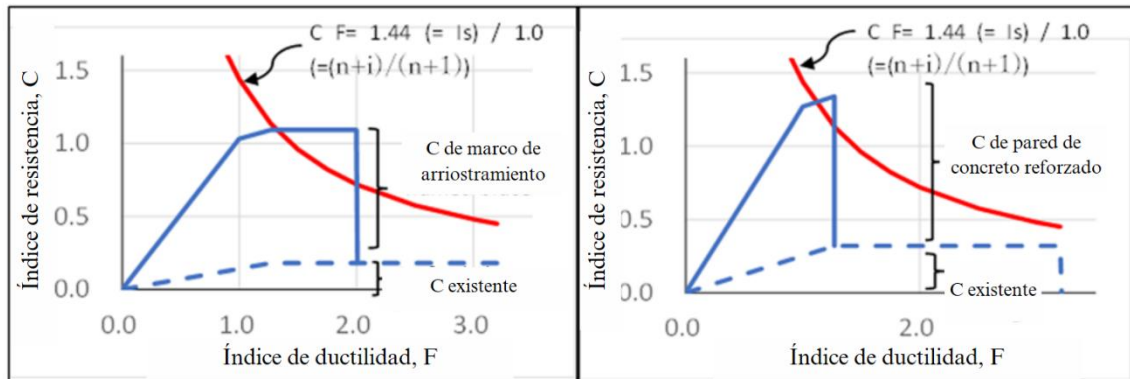 C F= 1.44 (= Is) / 1.0
(=(n+i)/(n+1))
Índice de resistencia, C
1.5
1.0
0.5
0.0
C de marco de
arriostramiento
C existente
0.0 1.0 2.0 3.0
Índice de ductilidad, F
C F= 1.44 (= Is) / 1.0
(=(n+i)/(n+1))
Índice de resistencia, C
1.5
1.0
0.5
0.0
C de pared de
concreto reforzado
C existente
0.0 2.0
Índice de ductilidad, F